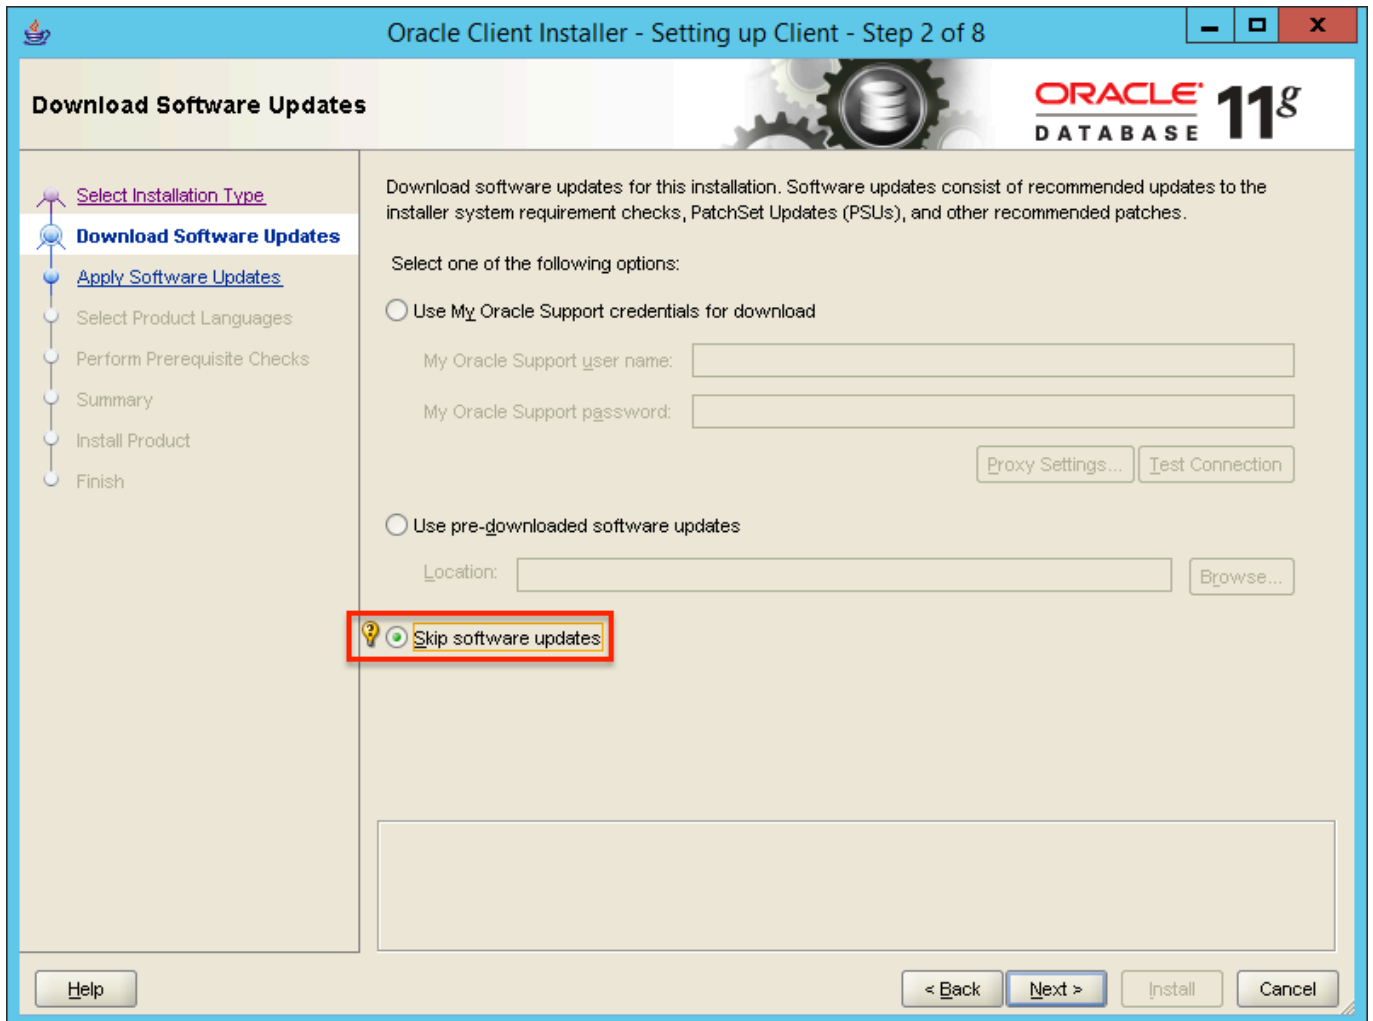 Oracle Client Installer - Setting up Client - Step 2 of 8
Download Software Updates
ORACLE
DATABASE
11g
Select Installation Type
Download Software Updates
Apply Software Updates
Select Product Languages
Perform Prerequisite Checks
Summary
Install Product
Finish
Download software updates for this installation. Software updates consist of recommended updates to the
installer system requirement checks, PatchSet Updates (PSUs), and other recommended patches.
Select one of the following options:
Use My Oracle Support credentials for download
My Oracle Support user name:
My Oracle Support password:
Proxy Settings...
Test Connection
Use pre-downloaded software updates
Location:
Browse...
Skip software updates
Help
< Back
Next >
Install
Cancel